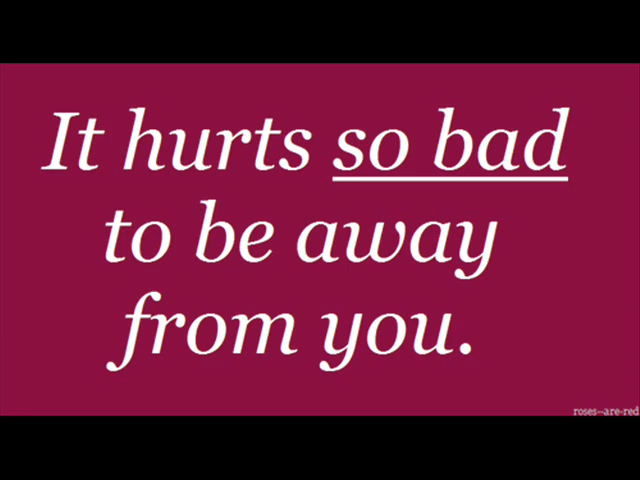 It hurts so bad
to be away
from you.
roses--are-red